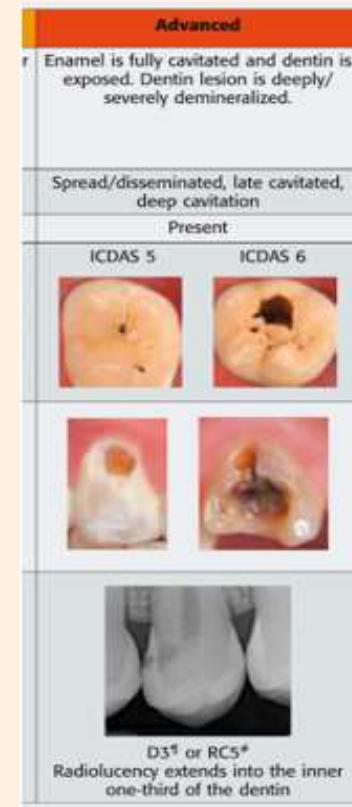 Advanced
r Enamel is fully cavitated and dentin is
exposed. Dentin lesion is deeply/
severely demineralized.
Spread/disseminated, late cavitated,
deep cavitation
Present
ICDAS 5 ICDAS 6
D3¶ or RC5#
Radiolucency extends into the inner
one-third of the dentin